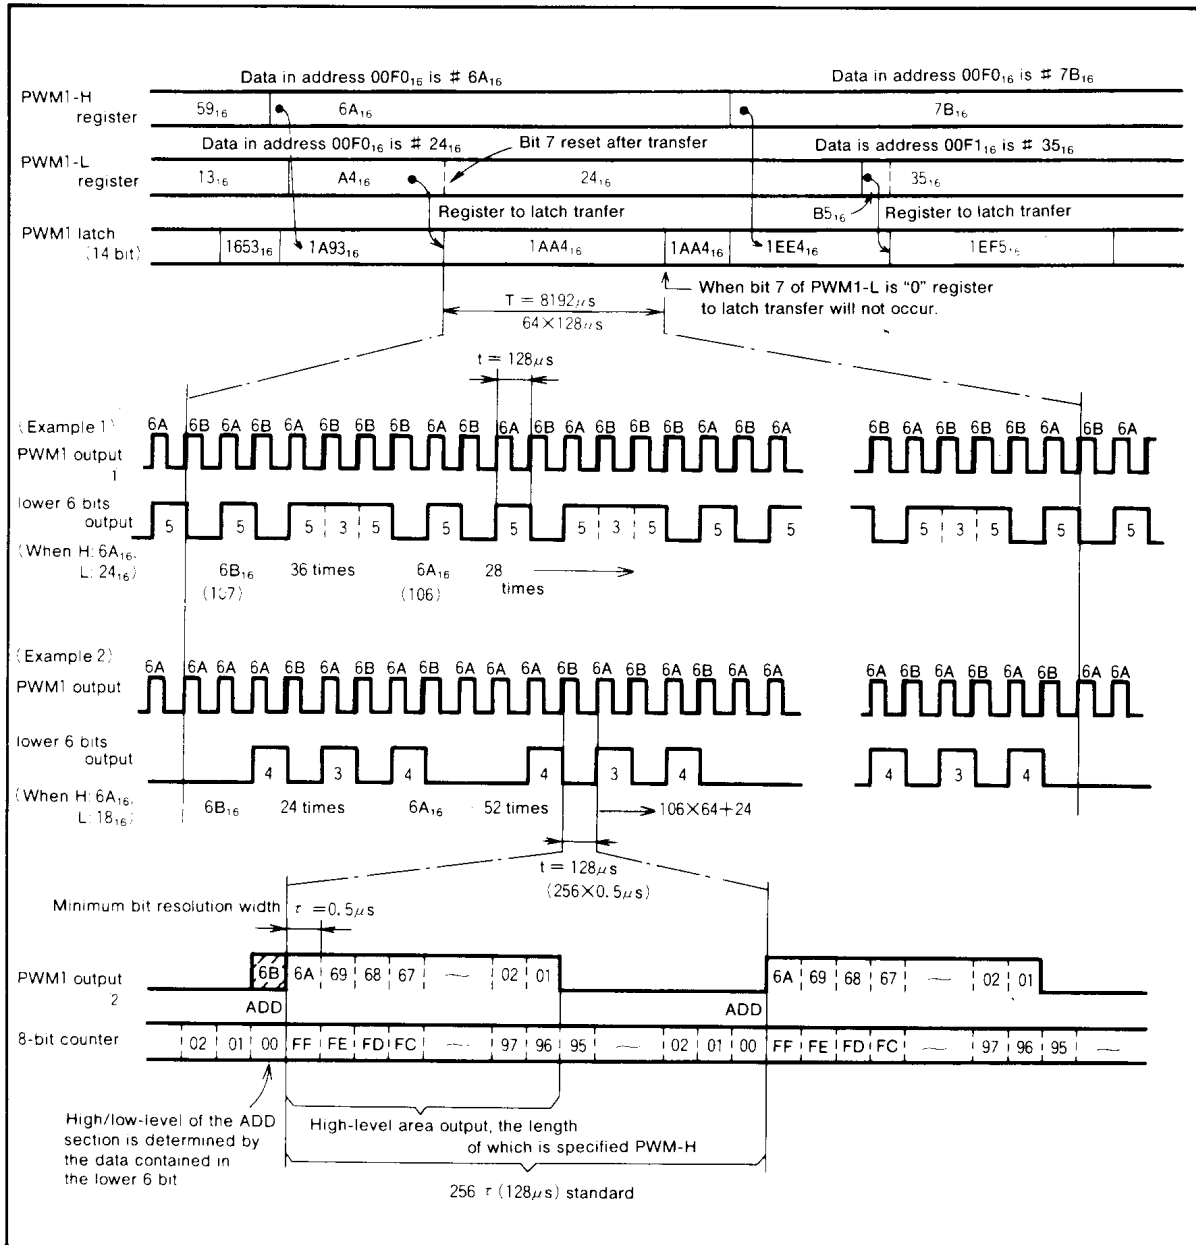 Data in address 00F0₁₆ is # 6A₁₆ Data in address 00F0₁₆ is # 7B₁₆
PWM1-H
register
59₁₆ 6A₁₆ 7B₁₆
Data in address 00F0₁₆ is # 24₁₆ Bit 7 reset after transfer Data is address 00F1₁₆ is # 35₁₆
PWM1-L
register
13₁₆ A4₁₆ 24₁₆ 35₁₆
B5₁₆
Register to latch tranfer Register to latch tranfer
PWM1 latch
(14 bit)
1653₁₆ 1A93₁₆ 1AA4₁₆ 1AA4₁₆ 1EE4₁₆ 1EF5₁₆
When bit 7 of PWM1-L is "0" register
to latch transfer will not occur.
T = 8192μs
64×128μs
t = 128μs
6A 6B 6A 6B 6A 6B 6B 6B 6A 6B 6A 6B 6A 6B 6B 6B 6A 6B 6A 6B 6A 6B 6B 6B 6A 6B 6A
(Example 1)
PWM1 output
1
lower 6 bits
output
5 5 5 3 5 5 5 5 3 5 5 5 5 3 5 5 5
(When H: 6A₁₆,
L: 24₁₆)
6B₁₆ 36 times 6A₁₆ 28
(107) (106) times
(Example 2)
6A 6A 6A 6A 6B 6A 6B 6A 6B 6A 6A 6A 6B 6A 6B 6A 6B 6A 6A 6A 6B 6A 6B 6A 6B 6A 6A
PWM1 output
lower 6 bits
output
4 3 4 4 3 4 4 3 4
(When H: 6A₁₆,
L: 18₁₆)
6B₁₆ 24 times 6A₁₆ 52 times 106×64+24
t = 128μs
(256×0.5μs)
Minimum bit resolution width τ =0.5μs
PWM1 output
2
6B 6A 69 68 67 — 02 01 6A 69 68 67 — 02 01
ADD ADD
8-bit counter
02 01 00 FF FE FD FC — 97 96 95 — 02 01 00 FF FE FD FC — 97 96 95 —
High/low-level of the ADD
section is determined by
the data contained in
the lower 6 bit
High-level area output, the length
of which is specified PWM-H
256 τ (128μs) standard